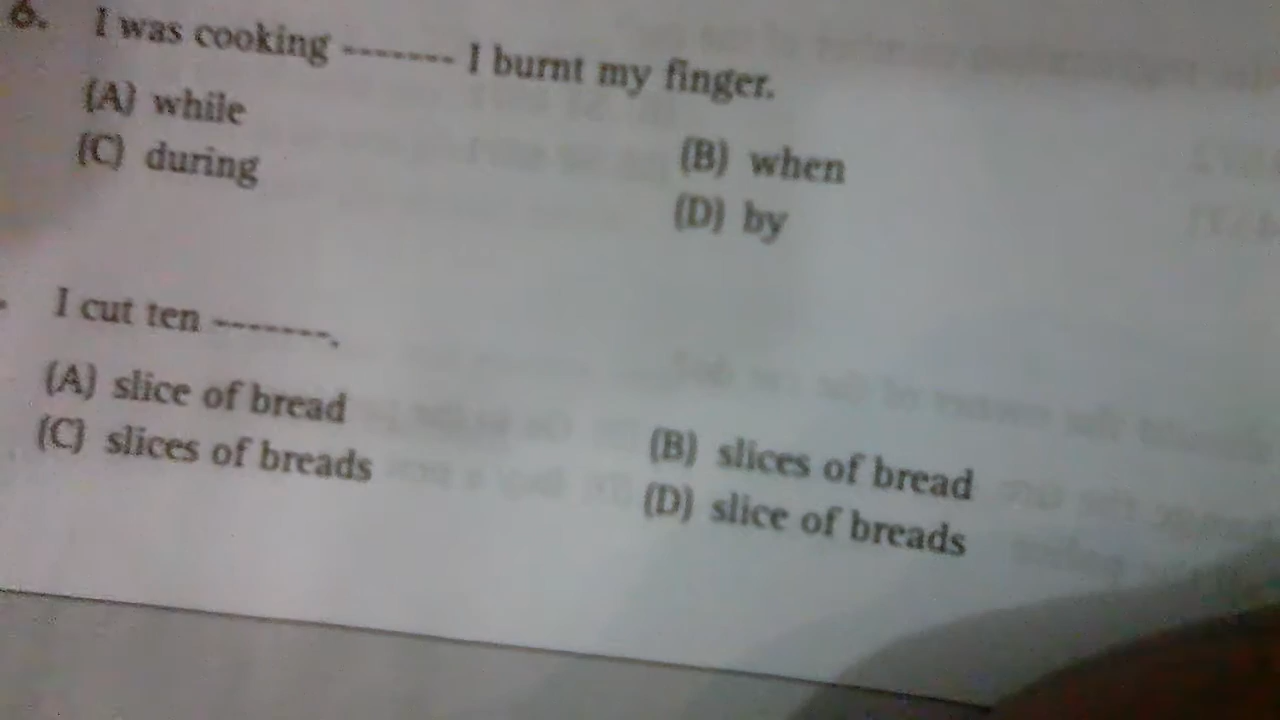 6. I was cooking ------- I burnt my finger.
(A) while
(B) when
(C) during
(D) by
I cut ten -------.
(A) slice of bread
(B) slices of bread
(C) slices of breads
(D) slice of breads